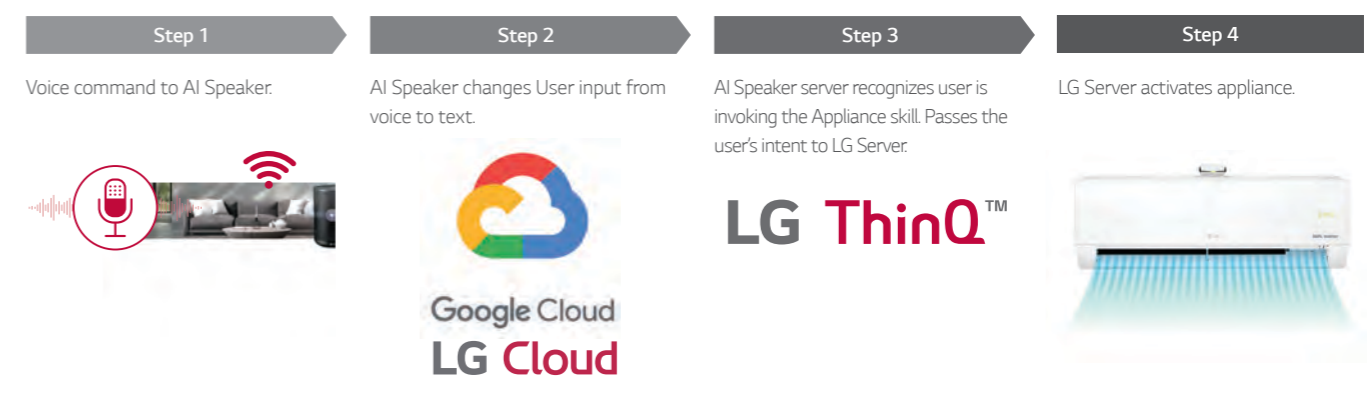 Step 1
Voice command to AI Speaker.
Step 2
AI Speaker changes User input from
voice to text.
Google Cloud
LG Cloud
Step 3
AI Speaker server recognizes user is
invoking the Appliance skill. Passes the
user's intent to LG Server.
LG ThinQ™
Step 4
LG Server activates appliance.